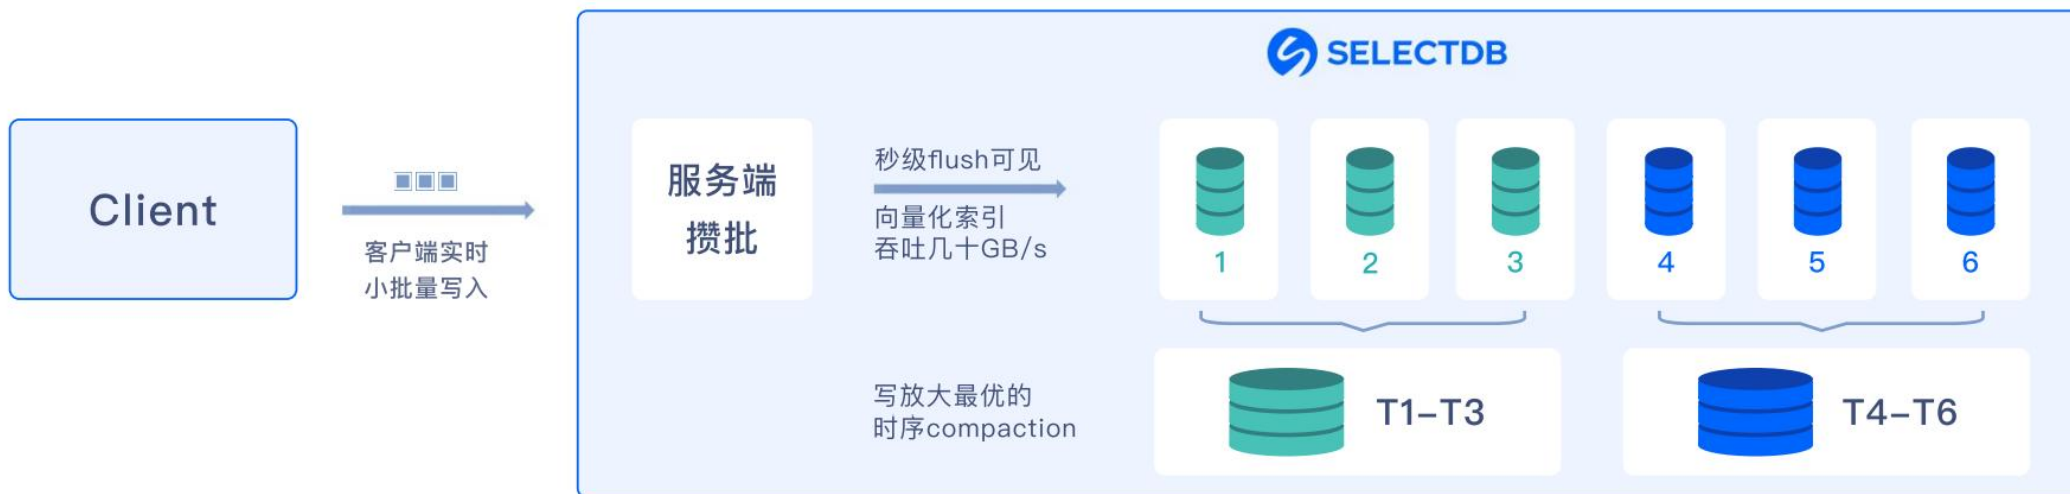 SELECTDB
Client
客户端实时
小批量写入
服务端
攒批
秒级flush可见
向量化索引
吞吐几十GB/s
1
2
3
4
5
6
写放大最优的
时序compaction
T1–T3
T4–T6